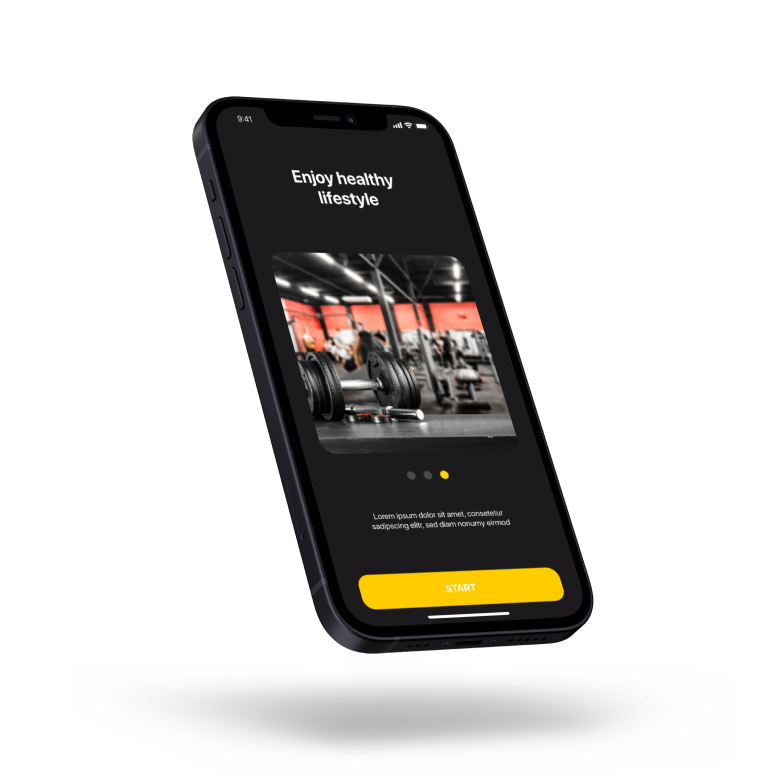 9:41
Enjoy healthy
lifestyle
Lorem ipsum dolor sit amet, consetetur
sadipscing elitr, sed diam nonumy eirmod
START